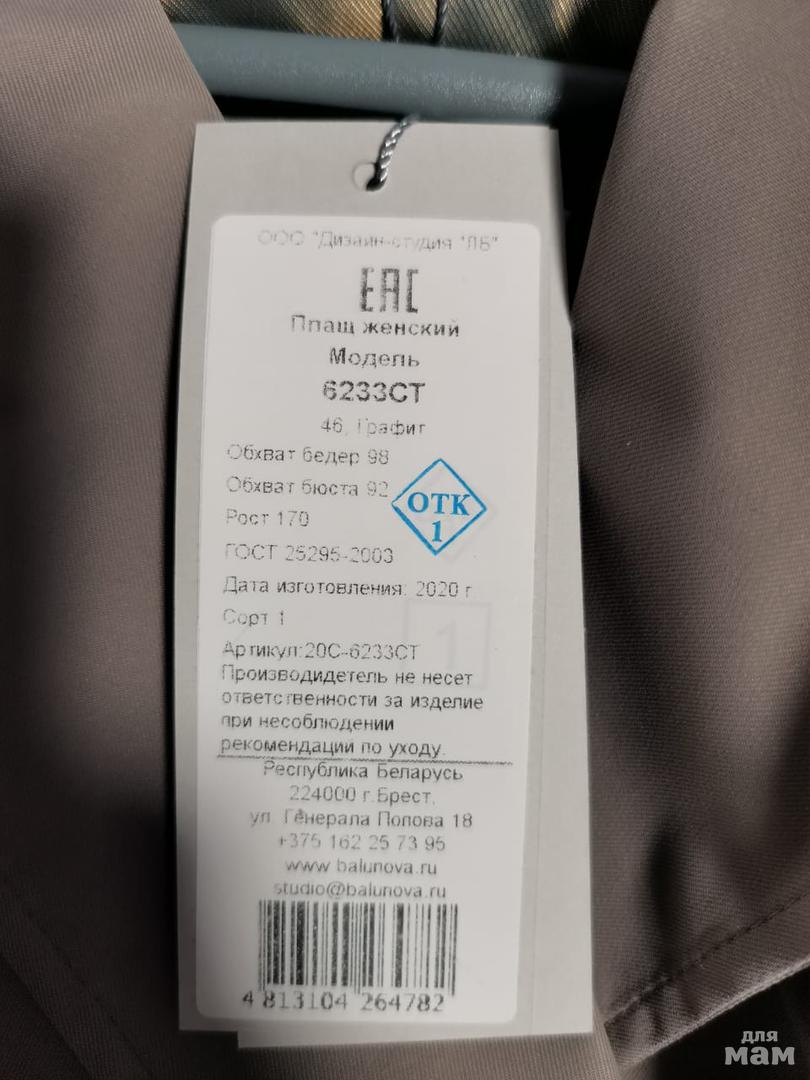 ООО "Дизайн-студия "ЛБ"
EAC
Плащ женский
Модель
6233СТ
46, Графит
Обхват бедер 98
Обхват бюста 92
ОТК
1
Рост 170
ГОСТ 25295-2003
Дата изготовления: 2020 г
Сорт 1
1
Артикул:20С-6233СТ
Производидетель не несет
ответственности за изделие
при несоблюдении
рекомендаций по уходу.
Республика Беларусь
224000 г.Брест,
ул. Генерала Попова 18
+375 162 25 73 95
www.balunova.ru
studio@balunova.ru
4 813104 264782
для
мам